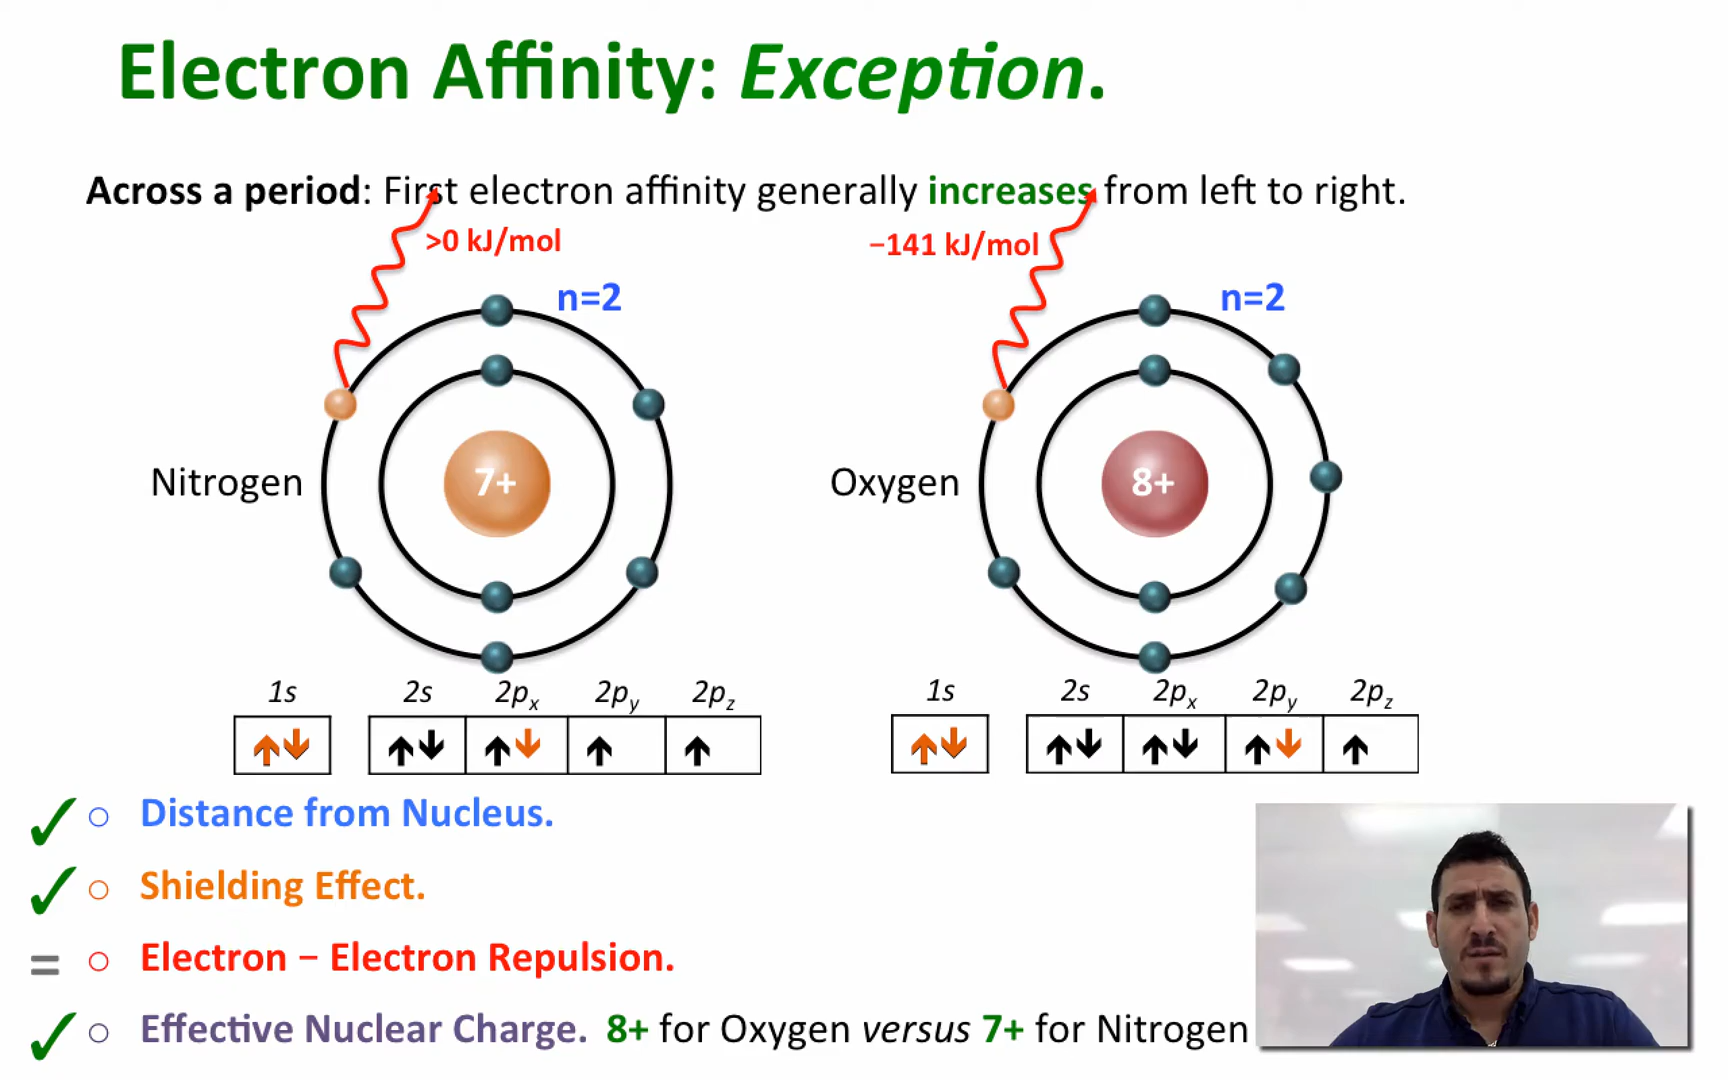 Electron Affinity: Exception.
Across a period: First electron affinity generally increases from left to right.
>0 kJ/mol
−141 kJ/mol
n=2
n=2
Nitrogen
7+
Oxygen
8+
1s 2s 2px 2py 2pz
1s 2s 2px 2py 2pz
Distance from Nucleus.
Shielding Effect.
= Electron − Electron Repulsion.
Effective Nuclear Charge. 8+ for Oxygen versus 7+ for Nitrogen